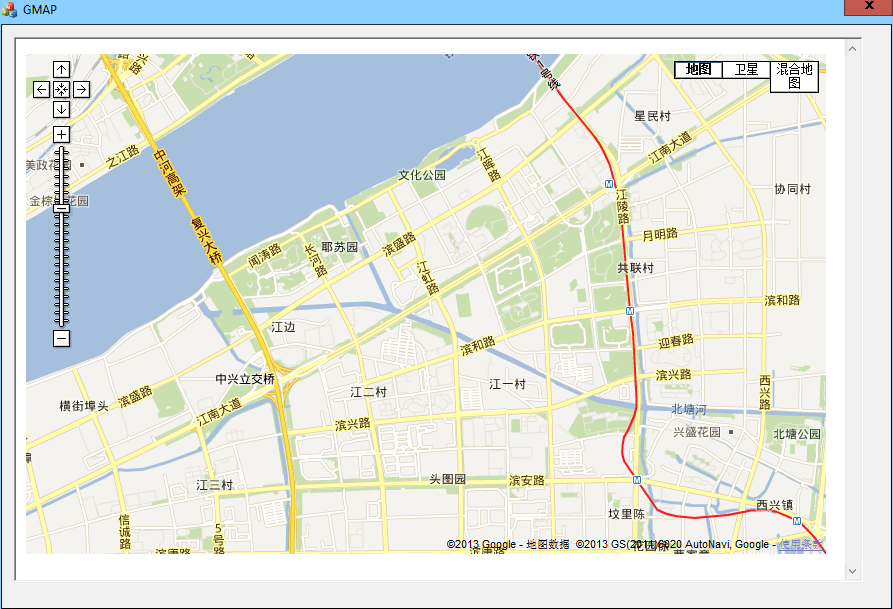 GMAP
地图
卫星
混合地图
路
号线
之江路
中河高架
美政花
金棕
花园
文化公园
江晖路
星民村
江南大道
协同村
江陵路
复兴大桥
闻涛路
长河路
耶苏园
滨盛路
月明路
江虹路
共联村
江边
滨和路
滨和路
迎春路
中兴立交桥
滨兴路
江二村
江一村
西兴路
横街埠头
滨盛路
江南大道
滨兴路
北塘河
兴盛花园
北塘公园
头图园
滨安路
江三村
坟里陈
西兴镇
信诚路
5号路
滨康路
©2013 Google - 地图数据 ©2013 GS(2011)6020 AutoNavi, Google - 使用条款